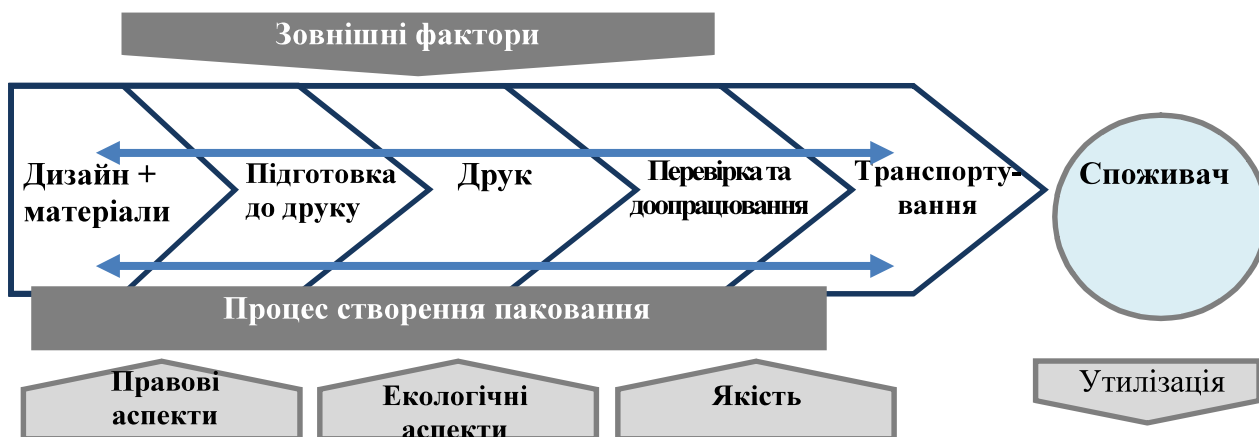 Зовнішні фактори
Дизайн +
матеріали
Підготовка
до друку
Друк
Перевірка та
доопрацювання
Транспорту-
вання
Споживач
Процес створення паковання
Правові
аспекти
Екологічні
аспекти
Якість
Утилізація